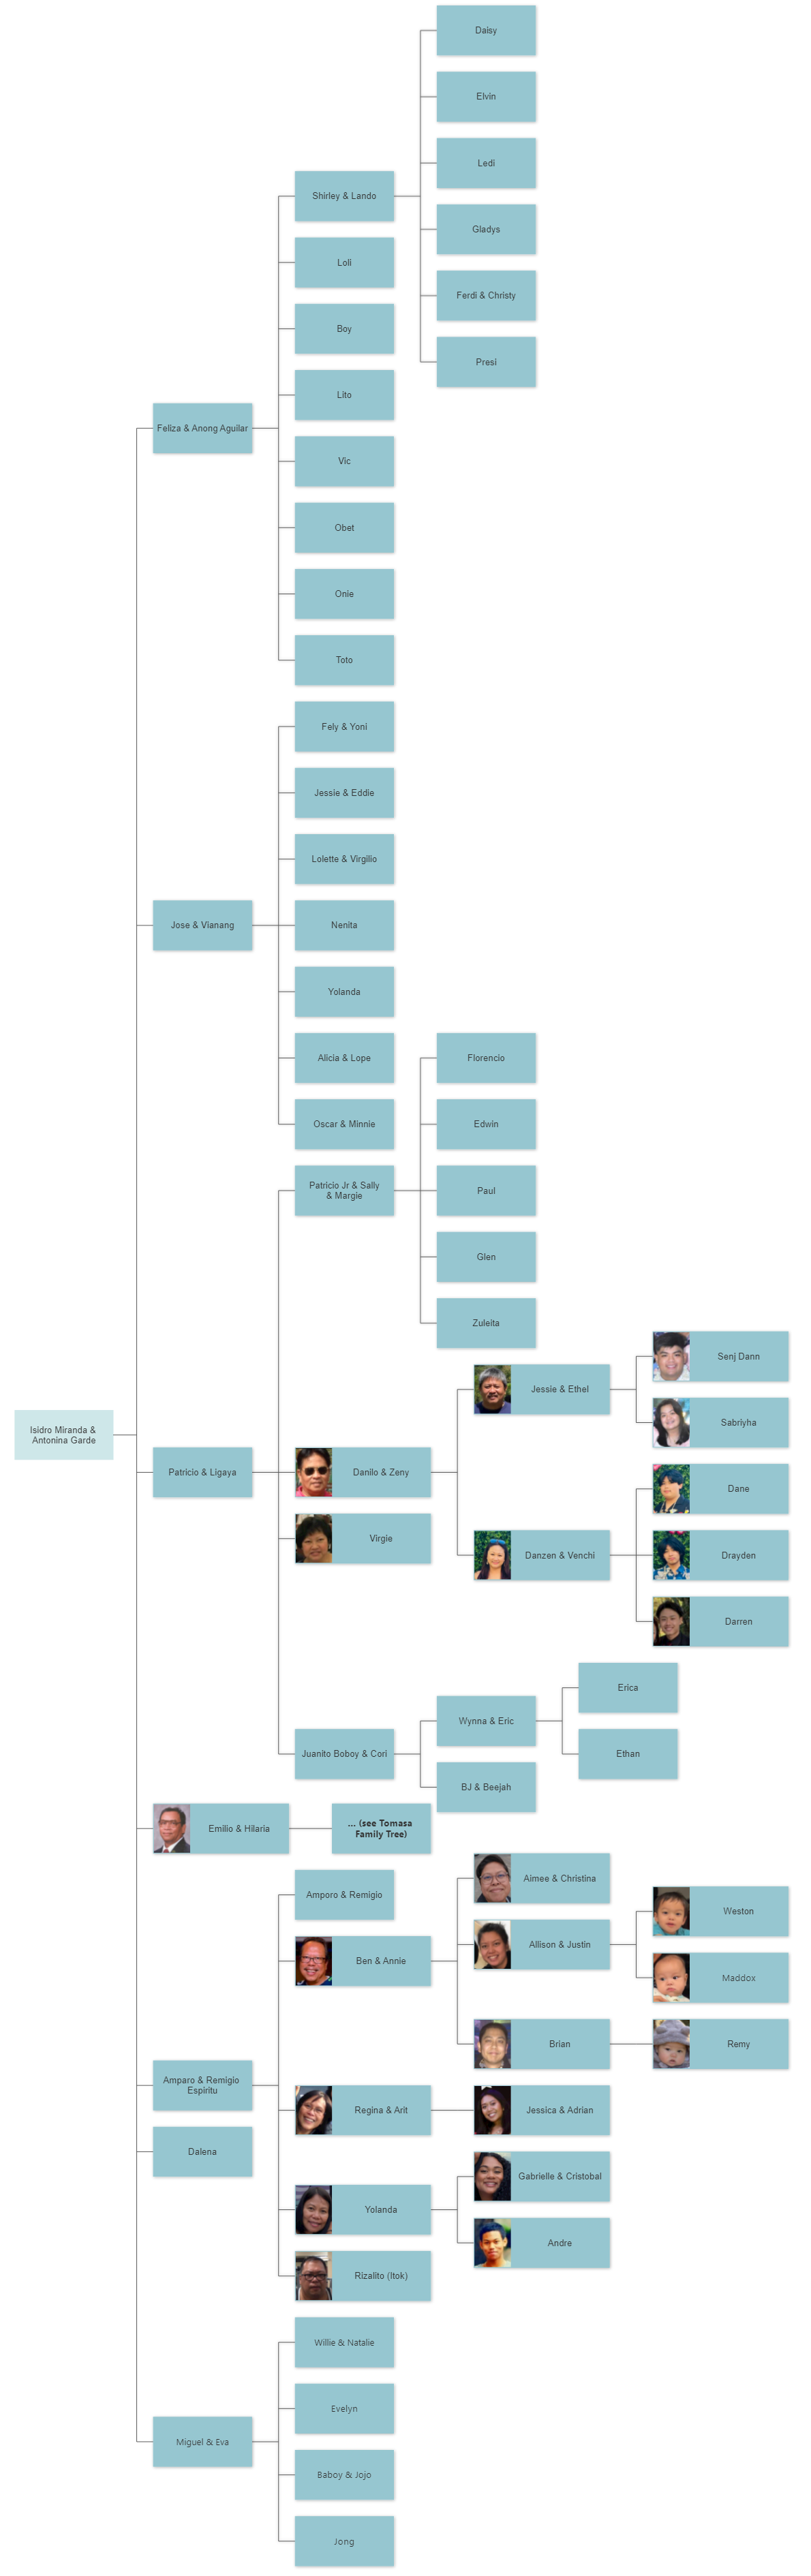 Daisy
Elvin
Ledi
Shirley & Lando
Gladys
Loli
Ferdi & Christy
Boy
Presi
Lito
Feliza & Anong Aguilar
Vic
Obet
Onie
Toto
Fely & Yoni
Jessie & Eddie
Lolette & Virgilio
Jose & Vianang
Nenita
Yolanda
Alicia & Lope
Florencio
Oscar & Minnie
Edwin
Patricio Jr & Sally
& Margie
Paul
Glen
Zuleita
Senj Dann
Jessie & Ethel
Sabriyha
Isidro Miranda &
Antonina Garde
Patricio & Ligaya
Danilo & Zeny
Dane
Virgie
Danzen & Venchi
Drayden
Darren
Erica
Wynna & Eric
Juanito Boboy & Cori
Ethan
BJ & Beejah
Emilio & Hilaria
... (see Tomasa
Family Tree)
Aimee & Christina
Amporo & Remigio
Weston
Allison & Justin
Ben & Annie
Maddox
Brian
Remy
Amparo & Remigio
Espiritu
Regina & Arit
Jessica & Adrian
Dalena
Gabrielle & Cristobal
Yolanda
Andre
Rizalito (Itok)
Willie & Natalie
Evelyn
Miguel & Eva
Baboy & Jojo
Jong